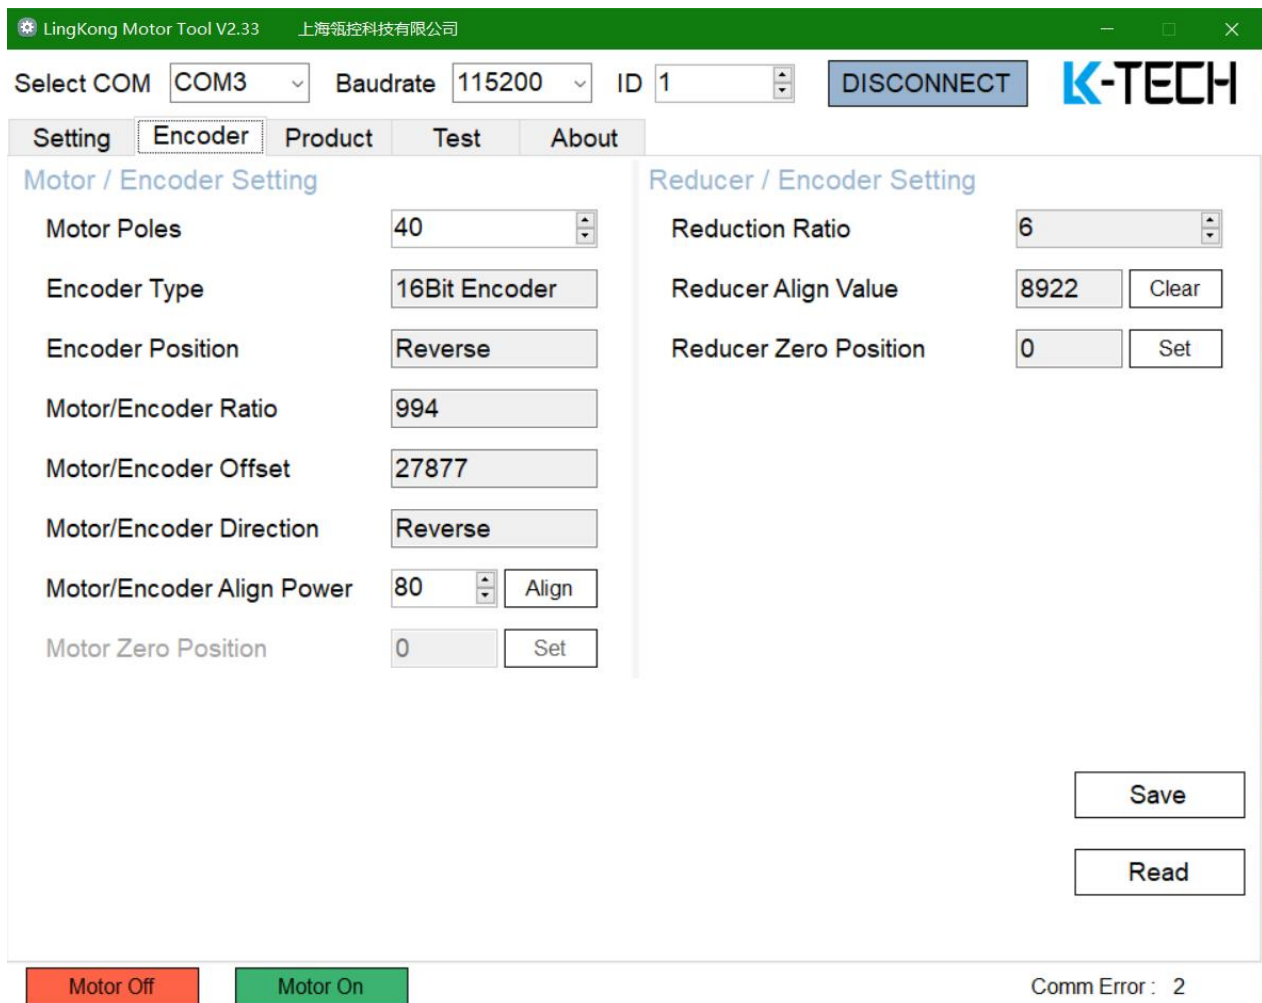 LingKong Motor Tool V2.33 上海瓴控科技有限公司
Select COM COM3 Baudrate 115200 ID 1 DISCONNECT K-TECH
Setting Encoder Product Test About
Motor / Encoder Setting Reducer / Encoder Setting
Motor Poles 40 Reduction Ratio 6
Encoder Type 16Bit Encoder Reducer Align Value 8922 Clear
Encoder Position Reverse Reducer Zero Position 0 Set
Motor/Encoder Ratio 994
Motor/Encoder Offset 27877
Motor/Encoder Direction Reverse
Motor/Encoder Align Power 80 Align
Motor Zero Position 0 Set
Save
Read
Motor Off Motor On Comm Error : 2